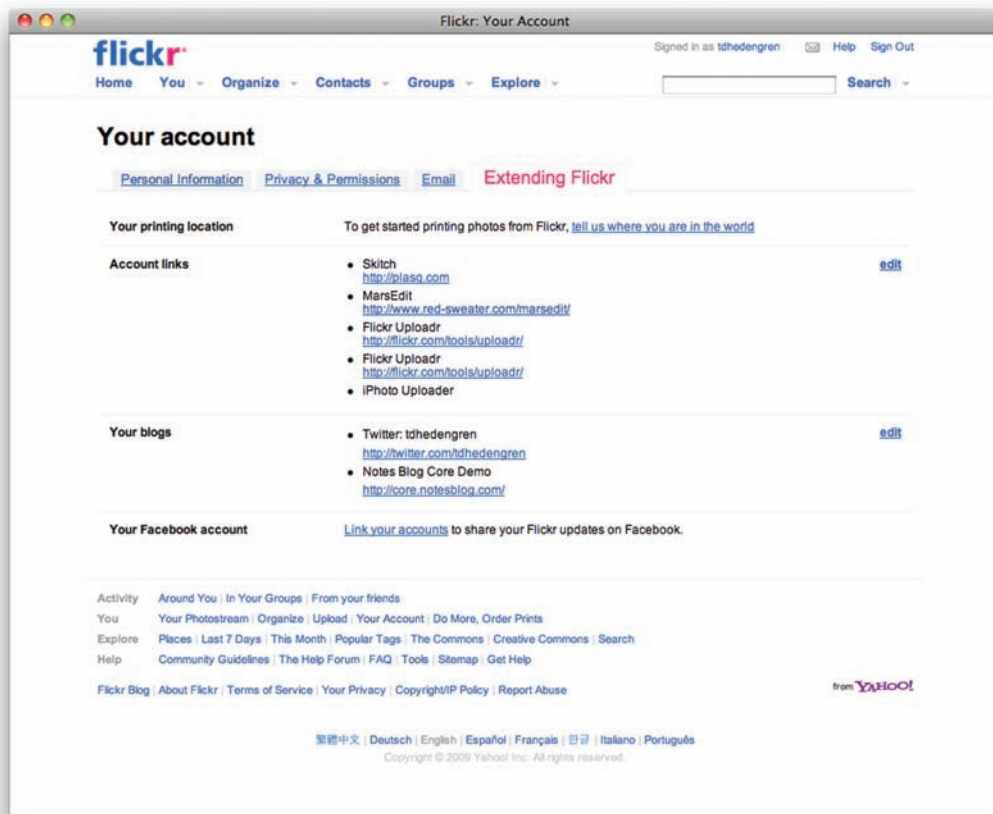 Flickr: Your Account
flickr
Signed in as tdhedengren Help Sign Out
Home You Organize Contacts Groups Explore Search
Your account
Personal Information Privacy & Permissions Email Extending Flickr
Your printing location To get started printing photos from Flickr, tell us where you are in the world
Account links edit
Skitch
http://plasq.com
MarsEdit
http://www.red-sweater.com/marsedit/
Flickr Uploadr
http://flickr.com/tools/uploadr/
Flickr Uploadr
http://flickr.com/tools/uploadr/
iPhoto Uploader
Your blogs edit
Twitter: tdhedengren
http://twitter.com/tdhedengren
Notes Blog Core Demo
http://core.notesblog.com/
Your Facebook account Link your accounts to share your Flickr updates on Facebook.
Activity Around You | In Your Groups | From your friends
You Your Photostream | Organize | Upload | Your Account | Do More, Order Prints
Explore Places | Last 7 Days | This Month | Popular Tags | The Commons | Creative Commons | Search
Help Community Guidelines | The Help Forum | FAQ | Tools | Sitemap | Get Help
Flickr Blog | About Flickr | Terms of Service | Your Privacy | Copyright/IP Policy | Report Abuse from YAHOO!
繁體中文 | Deutsch | English | Español | Français | 한글 | Italiano | Português
Copyright © 2009 Yahoo! Inc. All rights reserved.